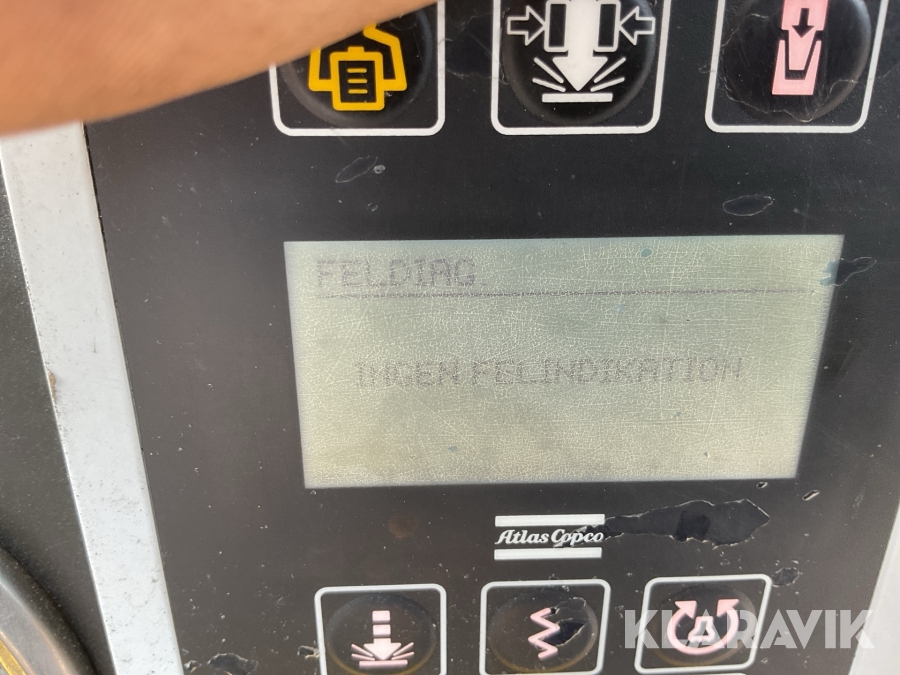 FELDIAG
INGEN FELINDIKATION
Atlas Copco
KLARAVIK